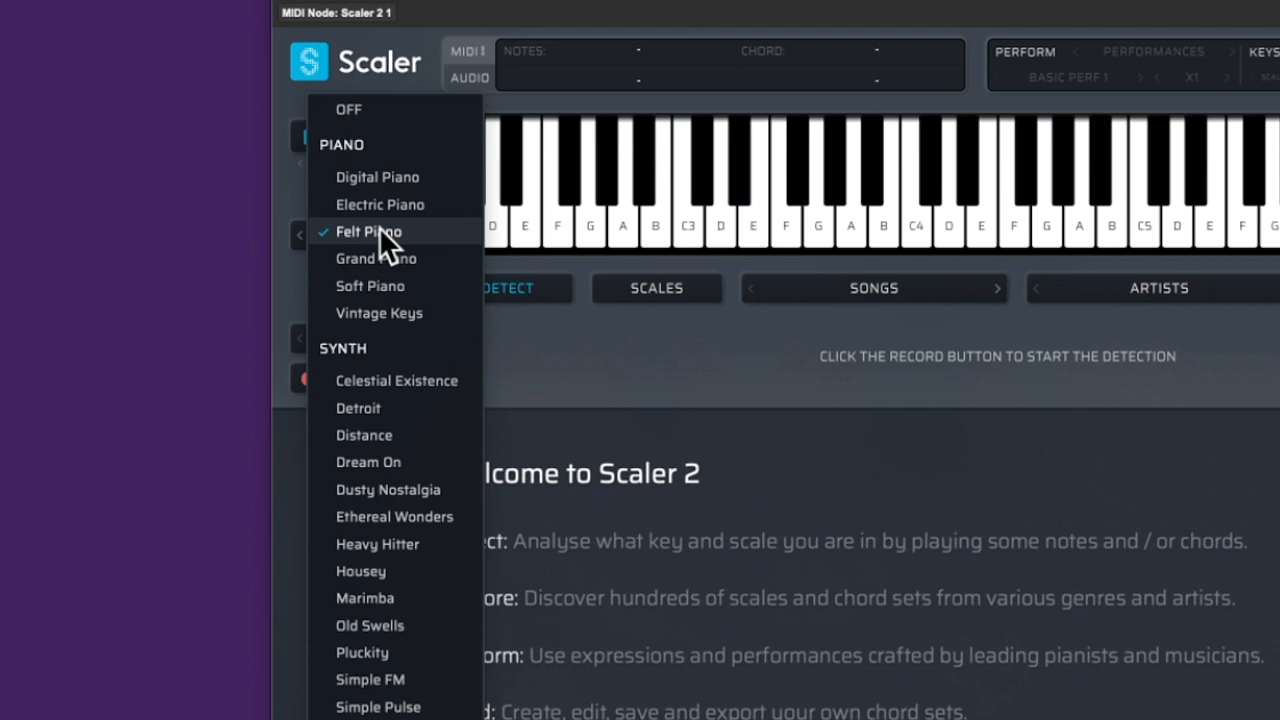 MIDI Node: Scaler 2 1
Scaler
MIDI
AUDIO
NOTES:
-
CHORD:
-
-
-
PERFORM
<
PERFORMANCES
>
KEYS
BASIC PERF 1
>
<
X1
>
OFF
PIANO
Digital Piano
Electric Piano
Felt Piano
Grand Piano
Soft Piano
Vintage Keys
SYNTH
Celestial Existence
Detroit
Distance
Dream On
Dusty Nostalgia
Ethereal Wonders
Heavy Hitter
Housey
Marimba
Old Swells
Pluckity
Simple FM
Simple Pulse
D E F G A B C3 D E F G A B C4 D E F G A B C5 D E F G
DETECT
SCALES
<
SONGS
>
<
ARTISTS
CLICK THE RECORD BUTTON TO START THE DETECTION
lcome to Scaler 2
ect: Analyse what key and scale you are in by playing some notes and / or chords.
ore: Discover hundreds of scales and chord sets from various genres and artists.
orm: Use expressions and performances crafted by leading pianists and musicians.
d: Create, edit, save and export your own chord sets.